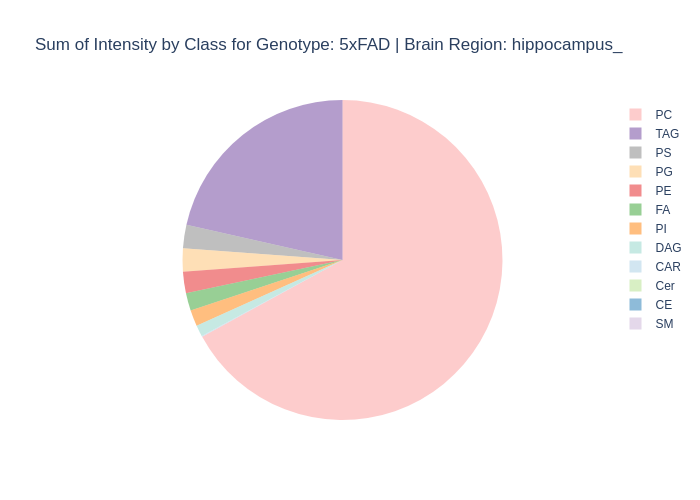 Sum of Intensity by Class for Genotype: 5xFAD | Brain Region: hippocampus_
PC
TAG
PS
PG
PE
FA
PI
DAG
CAR
Cer
CE
SM